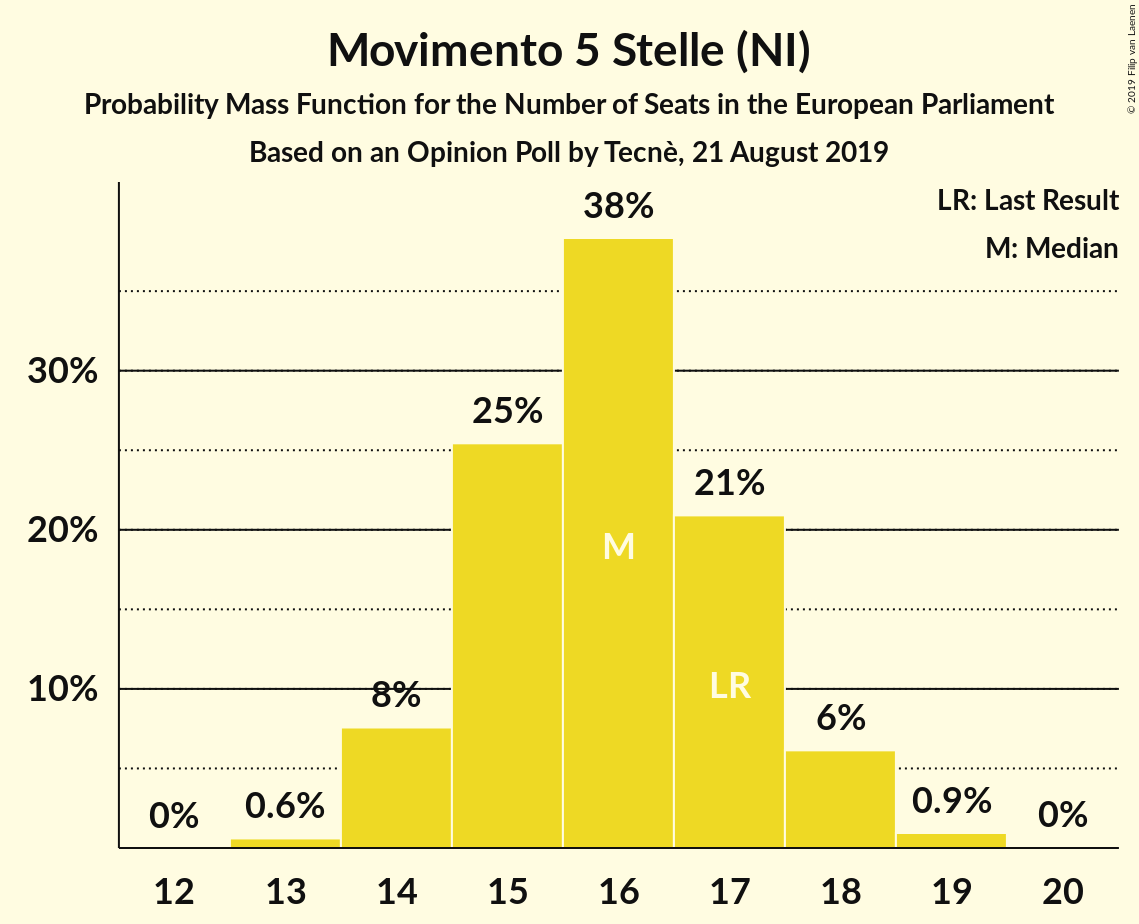 Movimento 5 Stelle (NI)
Probability Mass Function for the Number of Seats in the European Parliament
Based on an Opinion Poll by Tecnè, 21 August 2019
© 2019 Filip van Laenen
LR: Last Result
M: Median
38%
30%
25%
21%
20%
M
LR
10%
8%
6%
0%
0.6%
0.9%
0%
12 13 14 15 16 17 18 19 20